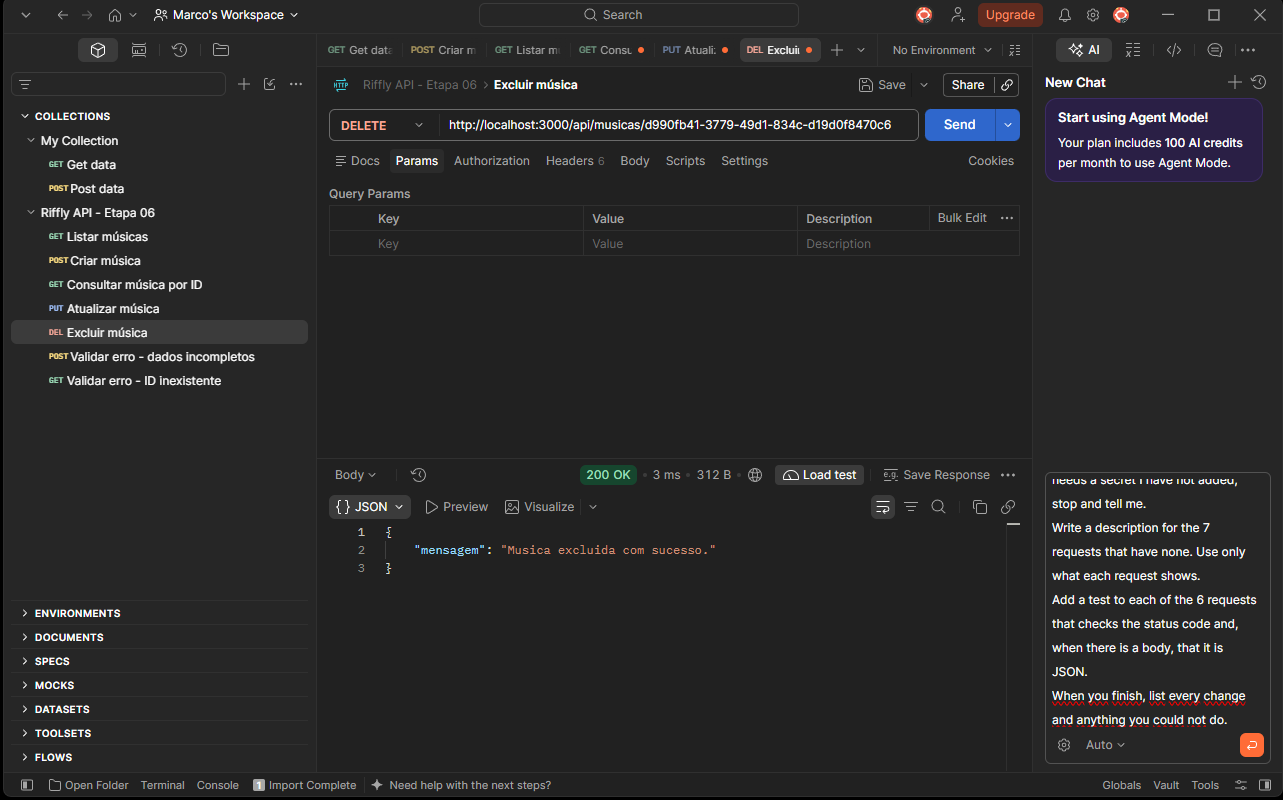 Marco's Workspace
Search
Upgrade
GET Get data
POST Criar m
GET Listar m
GET Consu
PUT Atuali
DEL Exclui
No Environment
AI
COLLECTIONS
My Collection
GET Get data
POST Post data
Riffly API - Etapa 06
GET Listar músicas
POST Criar música
GET Consultar música por ID
PUT Atualizar música
DEL Excluir música
POST Validar erro - dados incompletos
GET Validar erro - ID inexistente
ENVIRONMENTS
DOCUMENTS
SPECS
MOCKS
DATASETS
TOOLSETS
FLOWS
HTTP Riffly API - Etapa 06 > Excluir música
Save
Share
DELETE
http://localhost:3000/api/musicas/d990fb41-3779-49d1-834c-d19d0f8470c6
Send
Docs Params Authorization Headers 6 Body Scripts Settings
Cookies
Query Params
Key Value Description Bulk Edit
Key Value Description
Body
200 OK • 3 ms • 312 B
Load test
e.g. Save Response
{} JSON
Preview
Visualize
1 {
2 "mensagem": "Musica excluida com sucesso."
3 }
New Chat
Start using Agent Mode!
Your plan includes 100 AI credits
per month to use Agent Mode.
needs a secret I have not added,
stop and tell me.
Write a description for the 7
requests that have none. Use only
what each request shows.
Add a test to each of the 6 requests
that checks the status code and,
when there is a body, that it is
JSON.
When you finish, list every change
and anything you could not do.
Auto
Open Folder
Terminal
Console
1 Import Complete
Need help with the next steps?
Globals
Vault
Tools